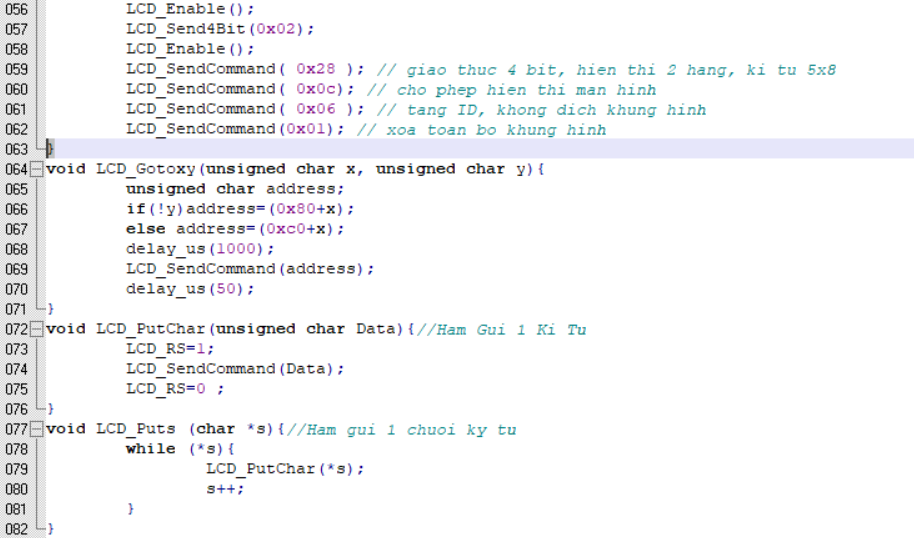 056 LCD_Enable();
057 LCD_Send4Bit(0x02);
058 LCD_Enable();
059 LCD_SendCommand( 0x28 ); // giao thuc 4 bit, hien thi 2 hang, ki tu 5x8
060 LCD_SendCommand( 0x0c); // cho phep hien thi man hinh
061 LCD_SendCommand( 0x06 ); // tang ID, khong dich khung hinh
062 LCD_SendCommand(0x01); // xoa toan bo khung hinh
063 }
064 void LCD_Gotoxy(unsigned char x, unsigned char y){
065 unsigned char address;
066 if(!y)address=(0x80+x);
067 else address=(0xc0+x);
068 delay_us(1000);
069 LCD_SendCommand(address);
070 delay_us(50);
071 }
072 void LCD_PutChar(unsigned char Data){//Ham Gui 1 Ki Tu
073 LCD_RS=1;
074 LCD_SendCommand(Data);
075 LCD_RS=0 ;
076 }
077 void LCD_Puts (char *s){//Ham gui 1 chuoi ky tu
078 while (*s){
079 LCD_PutChar(*s);
080 s++;
081 }
082 }